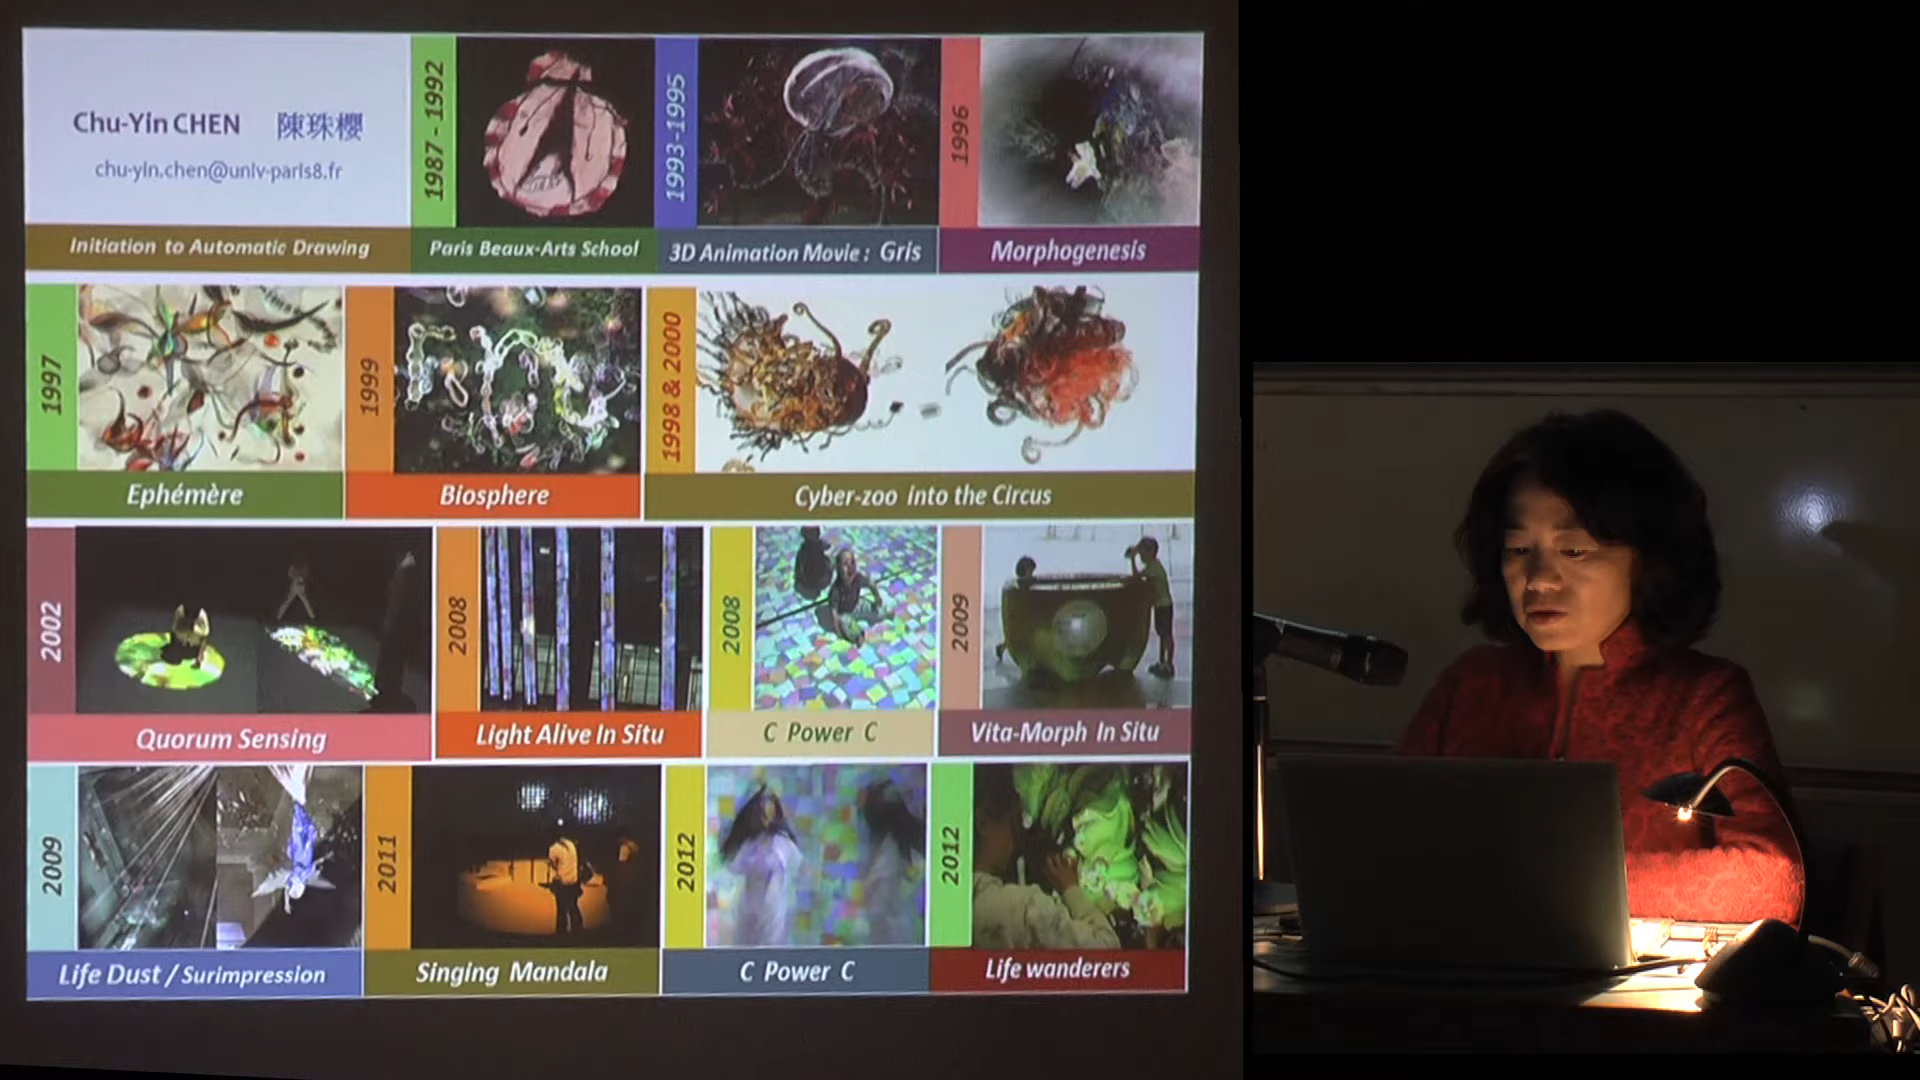 Chu-Yin CHEN 陳珠櫻
chu-yin.chen@univ-paris8.fr
Initiation to Automatic Drawing
1987 - 1992
Paris Beaux-Arts School
1993 -1995
3D Animation Movie : Gris
1996
Morphogenesis
1997
Ephémère
1999
Biosphere
1998 & 2000
Cyber-zoo into the Circus
2002
Quorum Sensing
2008
Light Alive In Situ
2008
C Power C
2009
Vita-Morph In Situ
2009
Life Dust / Surimpression
2011
Singing Mandala
2012
C Power C
2012
Life wanderers